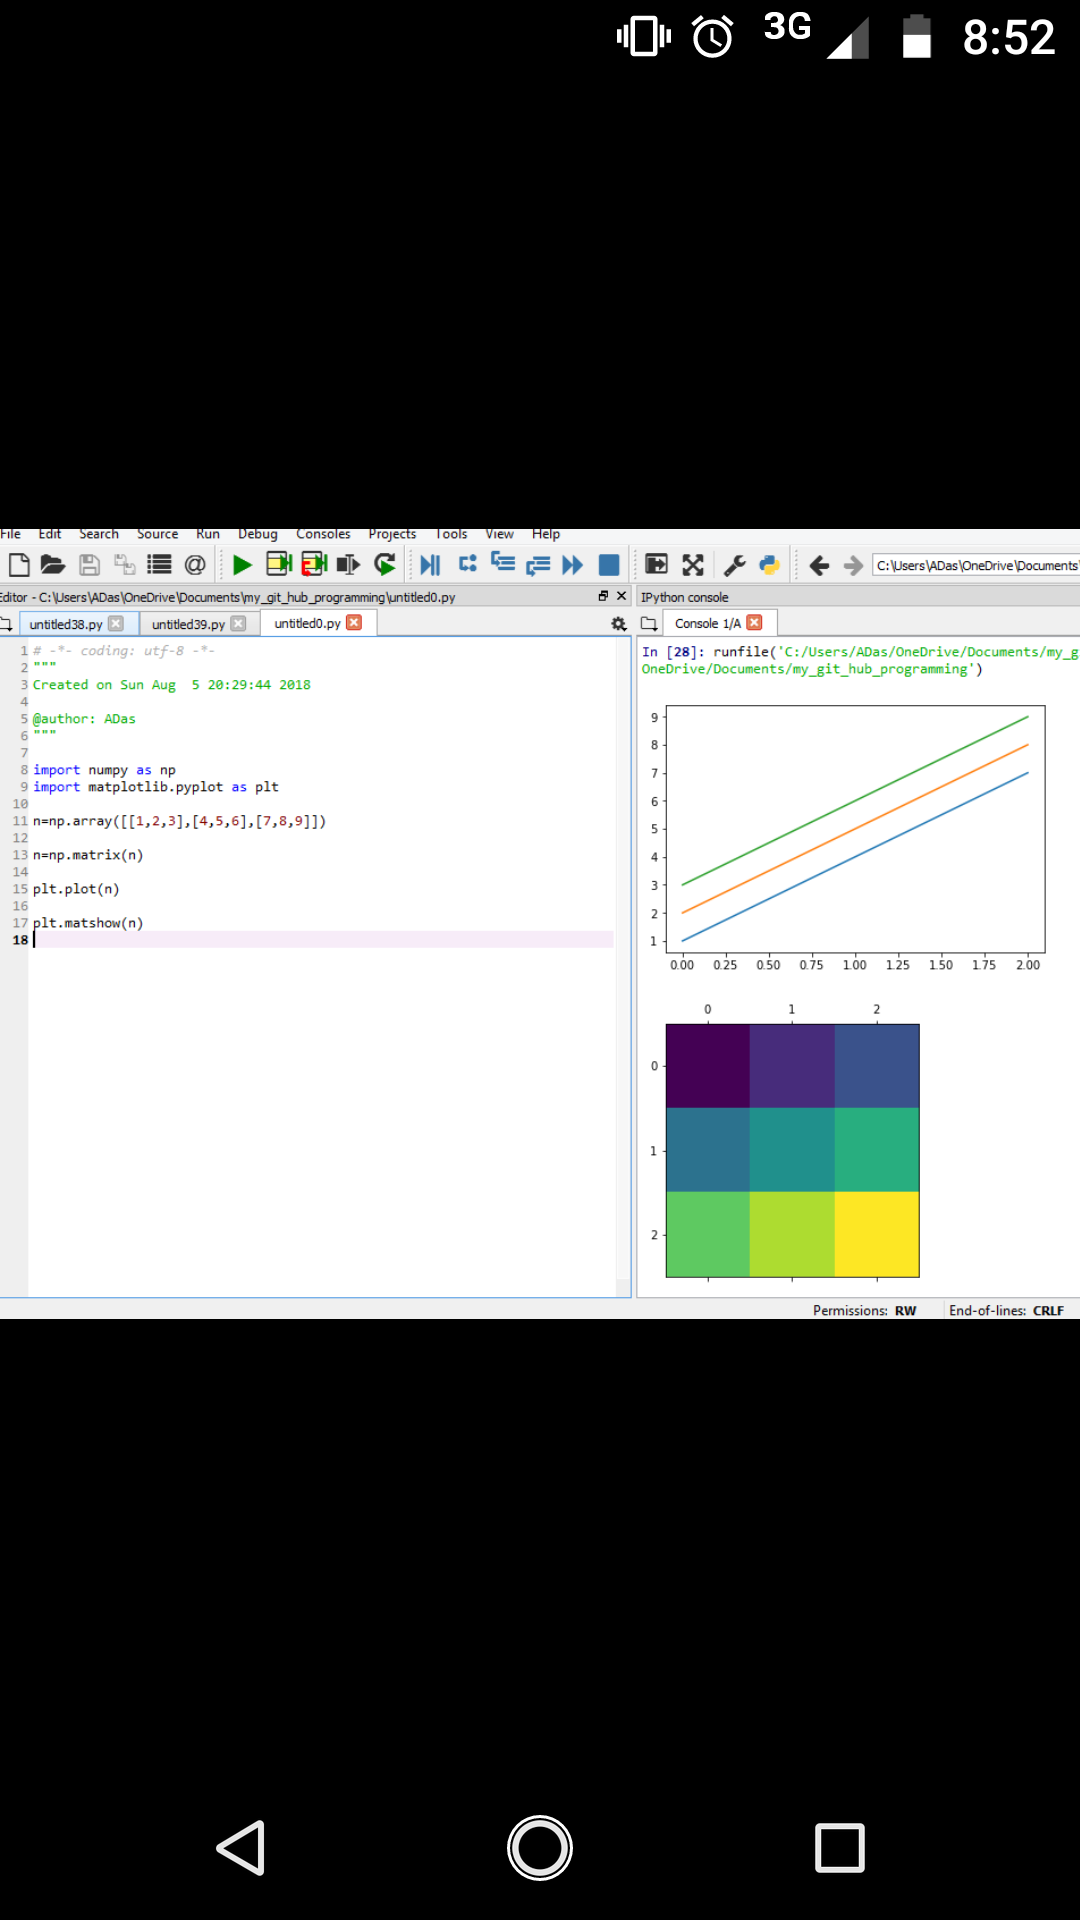 3G 8:52
File Edit Search Source Run Debug Consoles Projects Tools View Help
C:\Users\ADas\OneDrive\Documents
Editor - C:\Users\ADas\OneDrive\Documents\my_git_hub_programming\untitled0.py
untitled38.py untitled39.py untitled0.py
1 # -*- coding: utf-8 -*-
2 """
3 Created on Sun Aug  5 20:29:44 2018
4
5 @author: ADas
6 """
7
8 import numpy as np
9 import matplotlib.pyplot as plt
10
11 n=np.array([[1,2,3],[4,5,6],[7,8,9]])
12
13 n=np.matrix(n)
14
15 plt.plot(n)
16
17 plt.matshow(n)
18
IPython console
Console 1/A
In [28]: runfile('C:/Users/ADas/OneDrive/Documents/my_g
OneDrive/Documents/my_git_hub_programming')
9
8
7
6
5
4
3
2
1
0.00 0.25 0.50 0.75 1.00 1.25 1.50 1.75 2.00
0 1 2
0
1
2
Permissions: RW End-of-lines: CRLF